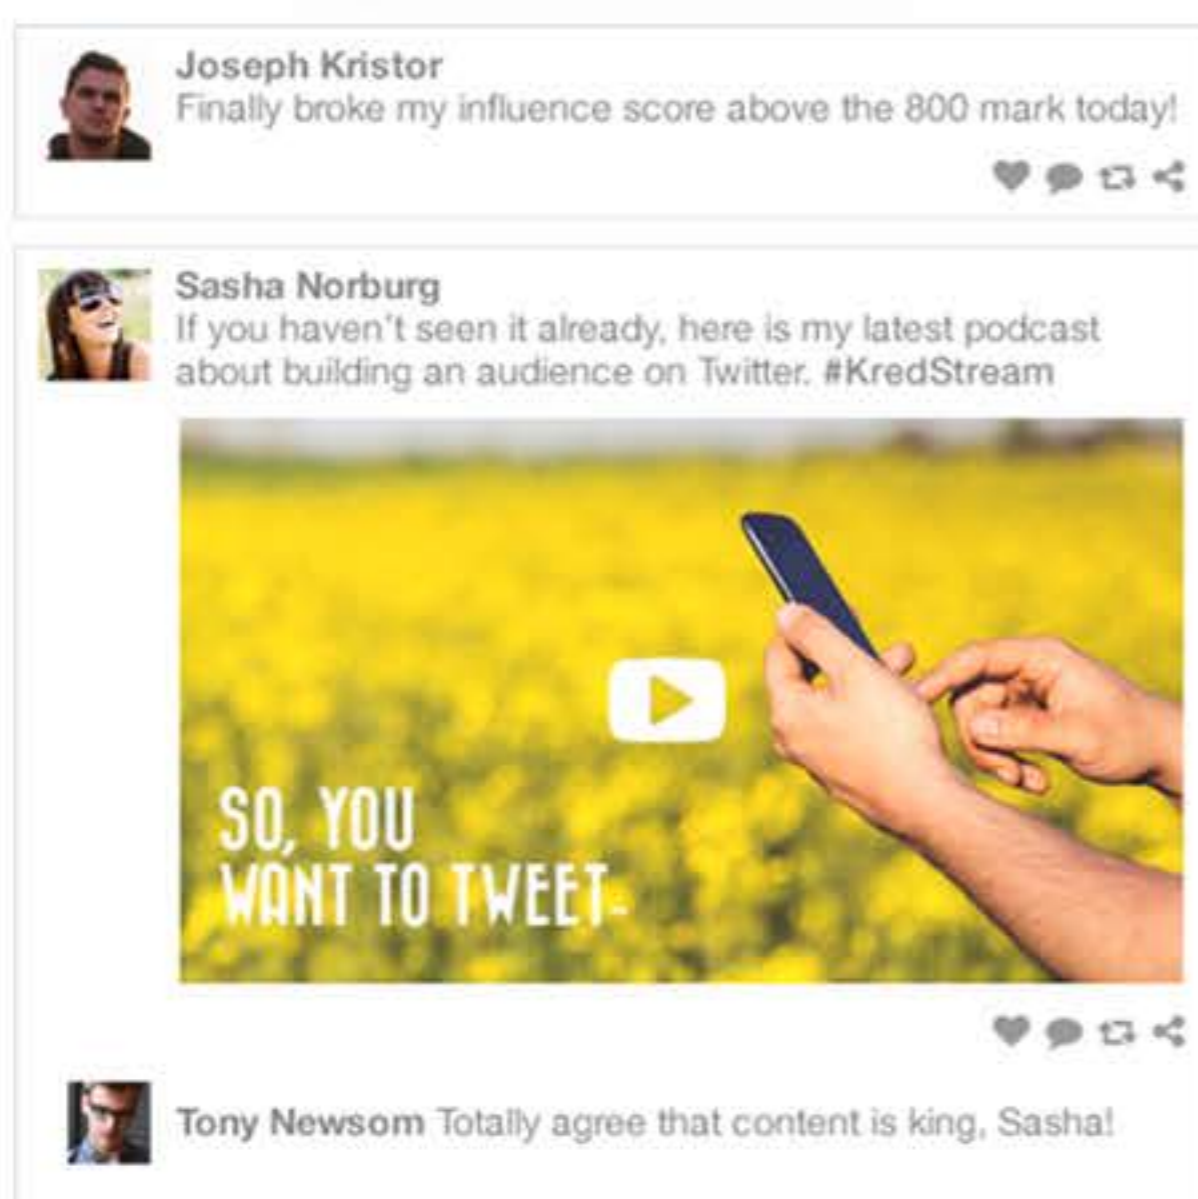 Joseph Kristor
Finally broke my influence score above the 800 mark today!
Sasha Norburg
If you haven't seen it already, here is my latest podcast
about building an audience on Twitter. #KredStream
SO, YOU
WANT TO TWEET-
Tony Newsom Totally agree that content is king, Sasha!